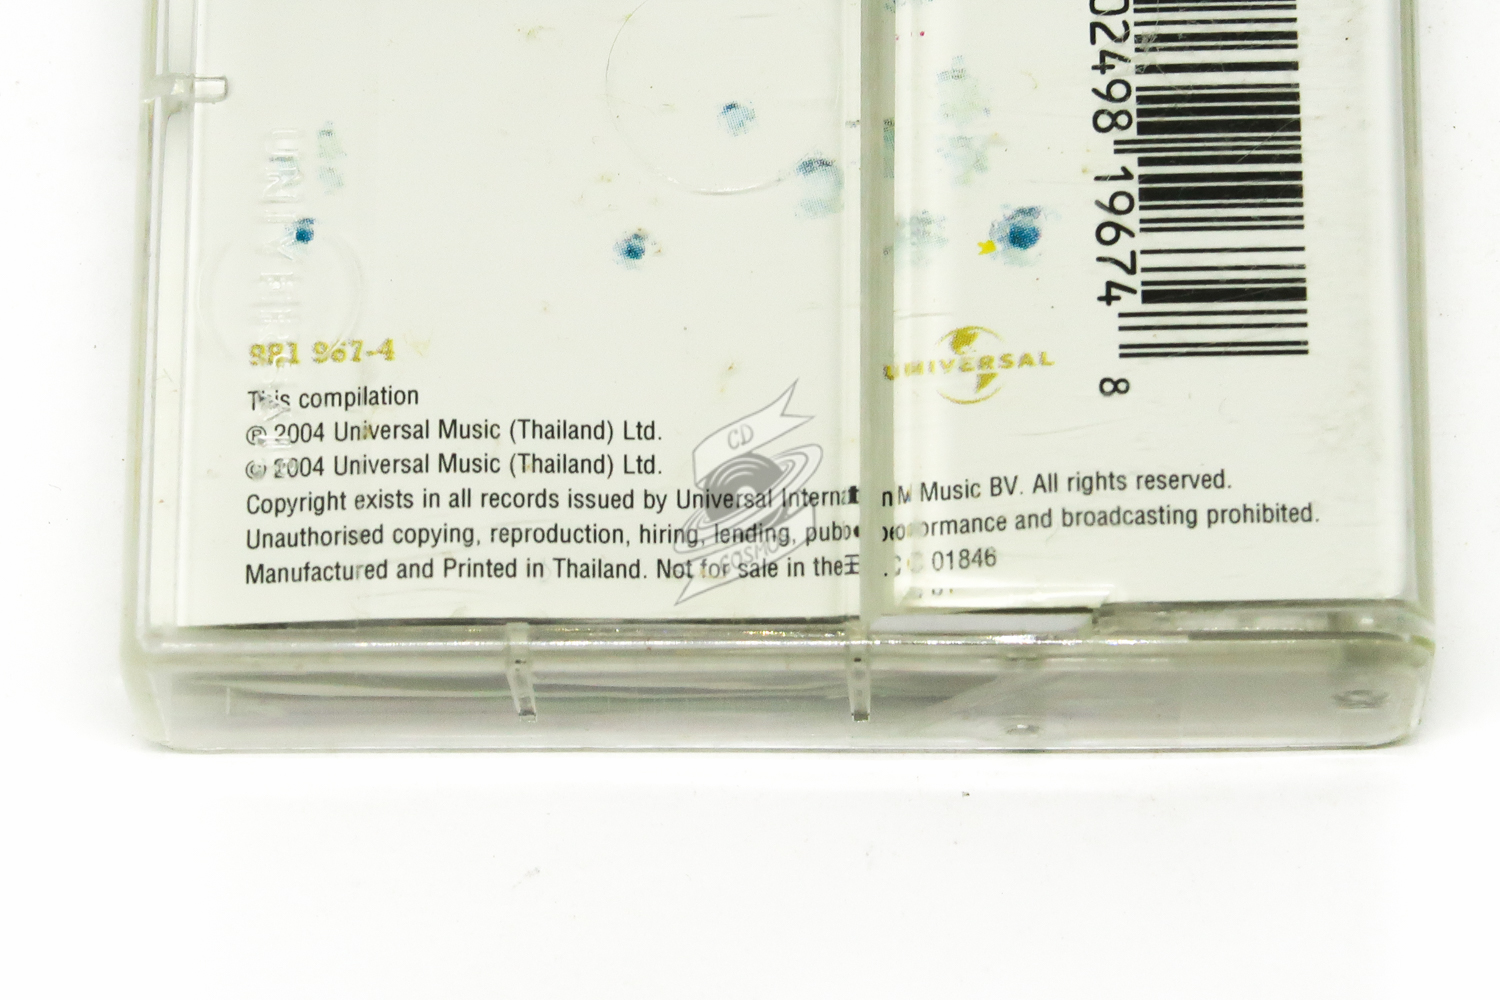 02498 19674 8
UNIVERSAL
981 967-4
UNIVERSAL
This compilation
℗ 2004 Universal Music (Thailand) Ltd.
© 2004 Universal Music (Thailand) Ltd.
Copyright exists in all records issued by Universal Music BV. All rights reserved.
Unauthorised copying, reproduction, hiring, lending, and broadcasting prohibited.
Manufactured and Printed in Thailand. Not for sale in the 01846
CD
COSMO